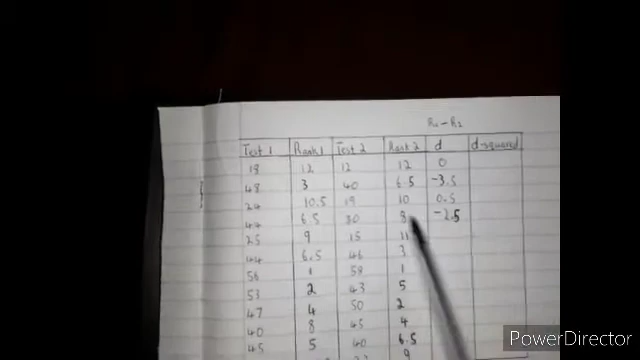 R1 - R2
Test 1 Rank 1 Test 2 Rank 2 d d-squared
18 12 12 12 0
48 3 40 6.5 -3.5
24 10.5 19 10 0.5
44 6.5 30 8 -2.5
25 9 15 11
44 6.5 46 3
56 1 58 1
53 2 43 5
47 4 50 2
40 8 45 4
45 5 40 6.5
9
PowerDirector